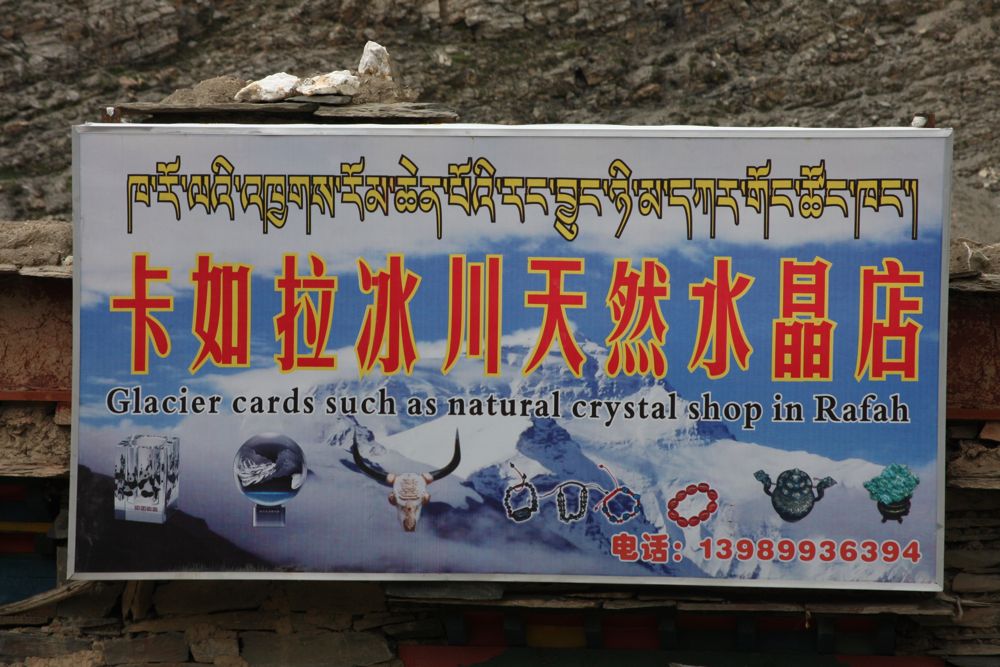 ཁ་རོ་ལའི་འཁྱགས་རོམ་ཆེན་པོའི་རང་བྱུང་ཉི་མ་དཀར་གོང་ཚོང་ཁང་།
卡如拉冰川天然水晶店
Glacier cards such as natural crystal shop in Rafah
电话：13989936394